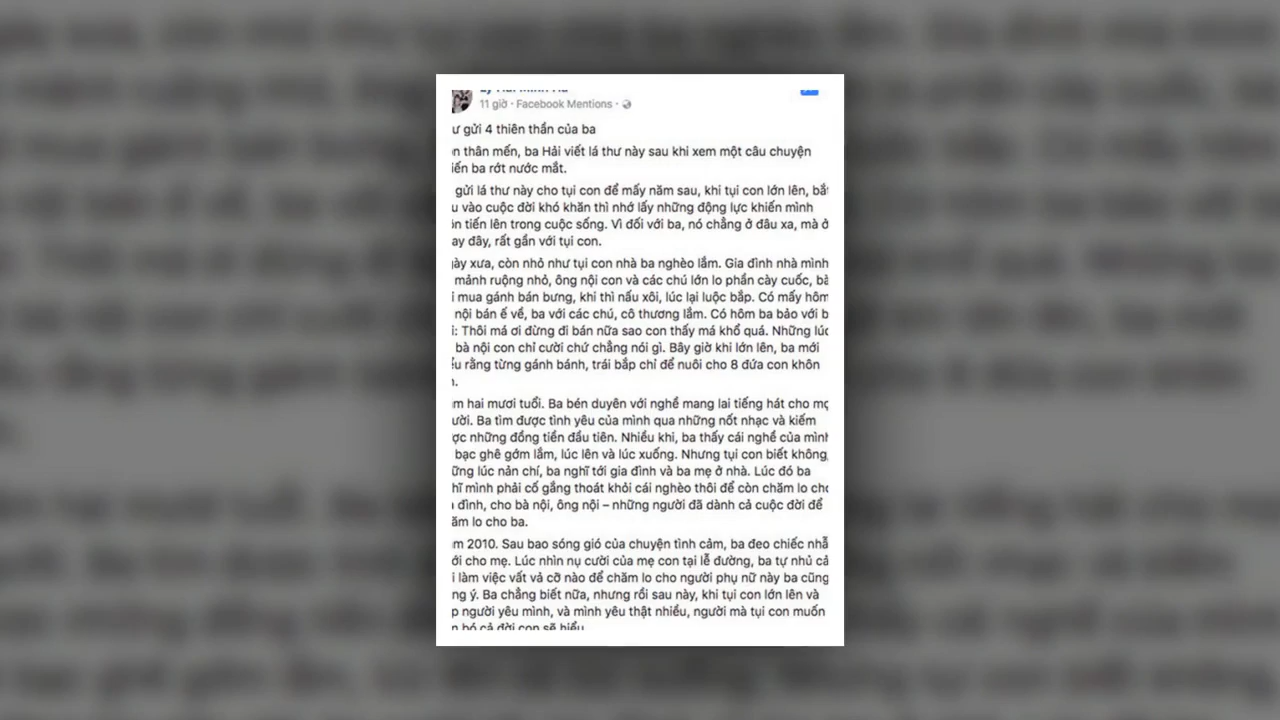 11 giờ · Facebook Mentions ·
ư gửi 4 thiên thần của ba
n thân mến, ba Hải viết lá thư này sau khi xem một câu chuyện
iến ba rớt nước mắt.
gửi lá thư này cho tụi con để mấy năm sau, khi tụi con lớn lên, bắt
u vào cuộc đời khó khăn thì nhớ lấy những động lực khiến mình
ôn tiến lên trong cuộc sống. Vì đối với ba, nó chẳng ở đâu xa, mà ở
ay đây, rất gần với tụi con.
gày xưa, còn nhỏ như tụi con nhà ba nghèo lắm. Gia đình nhà mình
mảnh ruộng nhỏ, ông nội con và các chú lớn lo phần cày cuốc, bà
i mua gánh bán bưng, khi thì nấu xôi, lúc lại luộc bắp. Có mấy hôm
nội bán ế về, ba với các chú, cô thương lắm. Có hôm ba bảo với b
i: Thôi má ơi đừng đi bán nữa sao con thấy má khổ quá. Những lúc
bà nội con chỉ cười chứ chẳng nói gì. Bây giờ khi lớn lên, ba mới
ểu rằng từng gánh bánh, trái bắp chỉ để nuôi cho 8 đứa con khôn
n.
m hai mươi tuổi. Ba bén duyên với nghề mang lai tiếng hát cho mọ
ười. Ba tìm được tình yêu của mình qua những nốt nhạc và kiếm
ợc những đồng tiền đầu tiên. Nhiều khi, ba thấy cái nghề của mình
bạc ghê gớm lắm, lúc lên và lúc xuống. Nhưng tụi con biết không,
ững lúc nản chí, ba nghĩ tới gia đình và ba mẹ ở nhà. Lúc đó ba
hĩ mình phải cố gắng thoát khỏi cái nghèo thôi để còn chăm lo cho
đình, cho bà nội, ông nội – những người đã dành cả cuộc đời để
ăm lo cho ba.
m 2010. Sau bao sóng gió của chuyện tình cảm, ba đeo chiếc nhẫ
ới cho mẹ. Lúc nhìn nụ cười của mẹ con tại lễ đường, ba tự nhủ cả
i làm việc vất vả cỡ nào để chăm lo cho người phụ nữ này ba cũng
ng ý. Ba chẳng biết nữa, nhưng rồi sau này, khi tụi con lớn lên và
p người yêu mình, và mình yêu thật nhiều, người mà tụi con muốn
n bó cả đời con sẽ hiểu